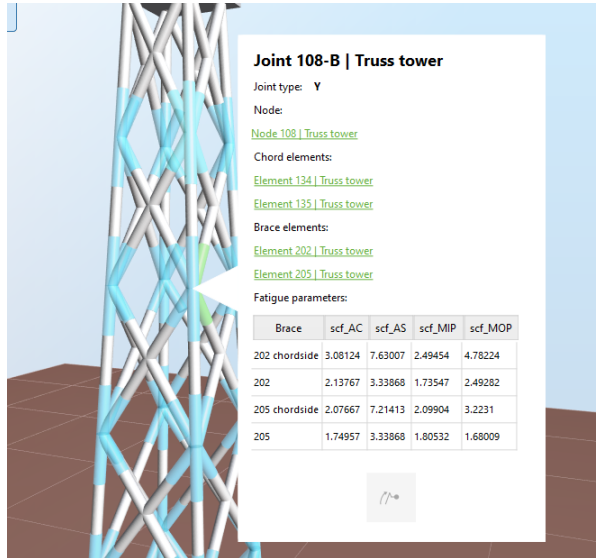 Joint 108-B | Truss tower
Joint type: Y
Node:
Node 108 | Truss tower
Chord elements:
Element 134 | Truss tower
Element 135 | Truss tower
Brace elements:
Element 202 | Truss tower
Element 205 | Truss tower
Fatigue parameters:
Brace scf_AC scf_AS scf_MIP scf_MOP
202 chordside 3.08124 7.63007 2.49454 4.78224
202 2.13767 3.33868 1.73547 2.49282
205 chordside 2.07667 7.21413 2.09904 3.2231
205 1.74957 3.33868 1.80532 1.68009